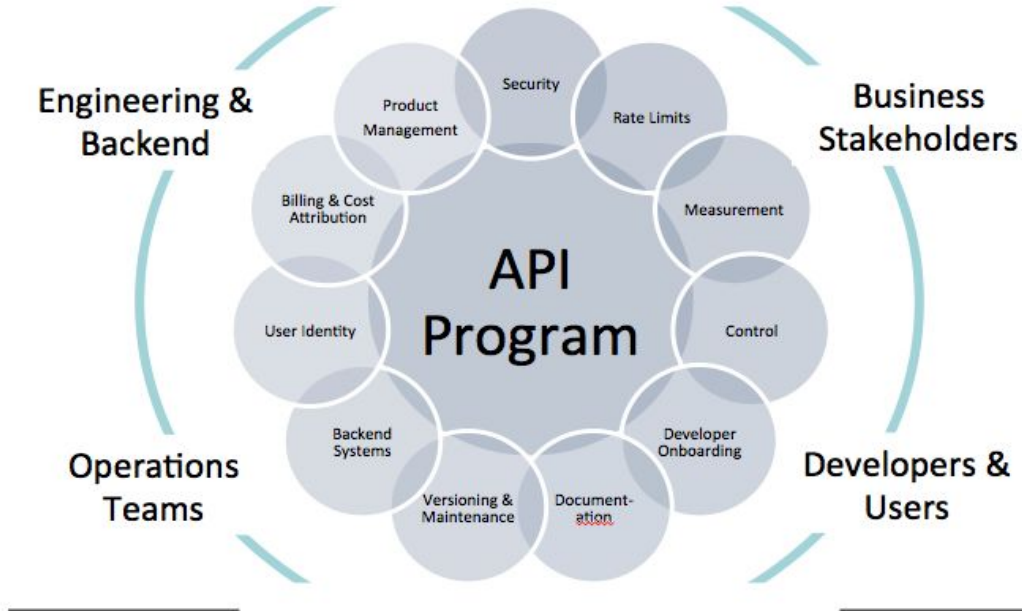 Engineering &
Backend
Business
Stakeholders
Operations
Teams
Developers &
Users
API
Program
Security
Rate Limits
Measurement
Control
Developer
Onboarding
Document-
ation
Versioning &
Maintenance
Backend
Systems
User Identity
Billing & Cost
Attribution
Product
Management